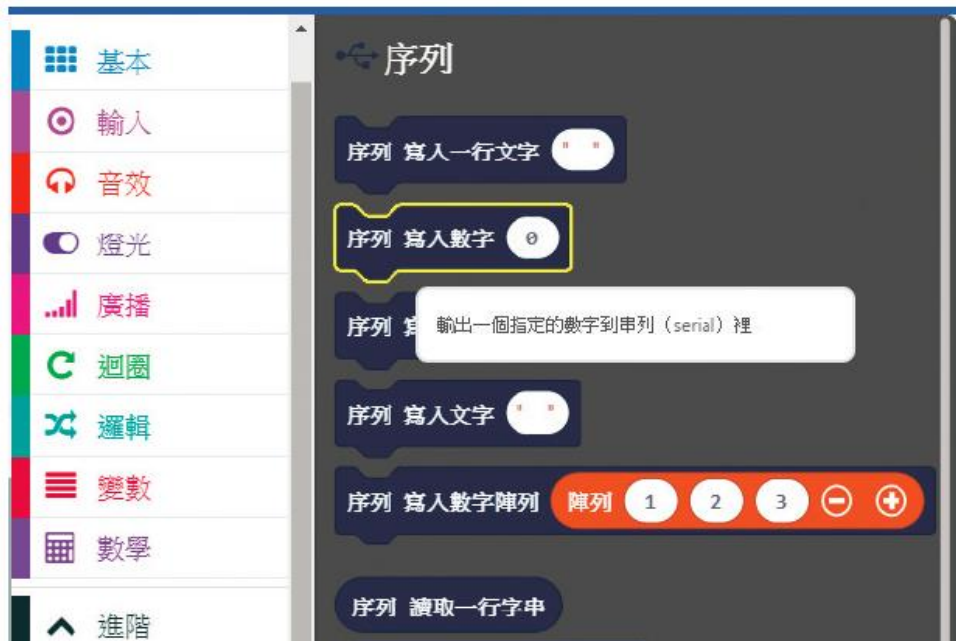 基本
輸入
音效
燈光
廣播
迴圈
邏輯
變數
數學
進階
序列
序列 寫入一行文字 " "
序列 寫入數字 0
序列
輸出一個指定的數字到串列（serial）裡
序列 寫入文字 " "
序列 寫入數字陣列 陣列 1 2 3
序列 讀取一行字串